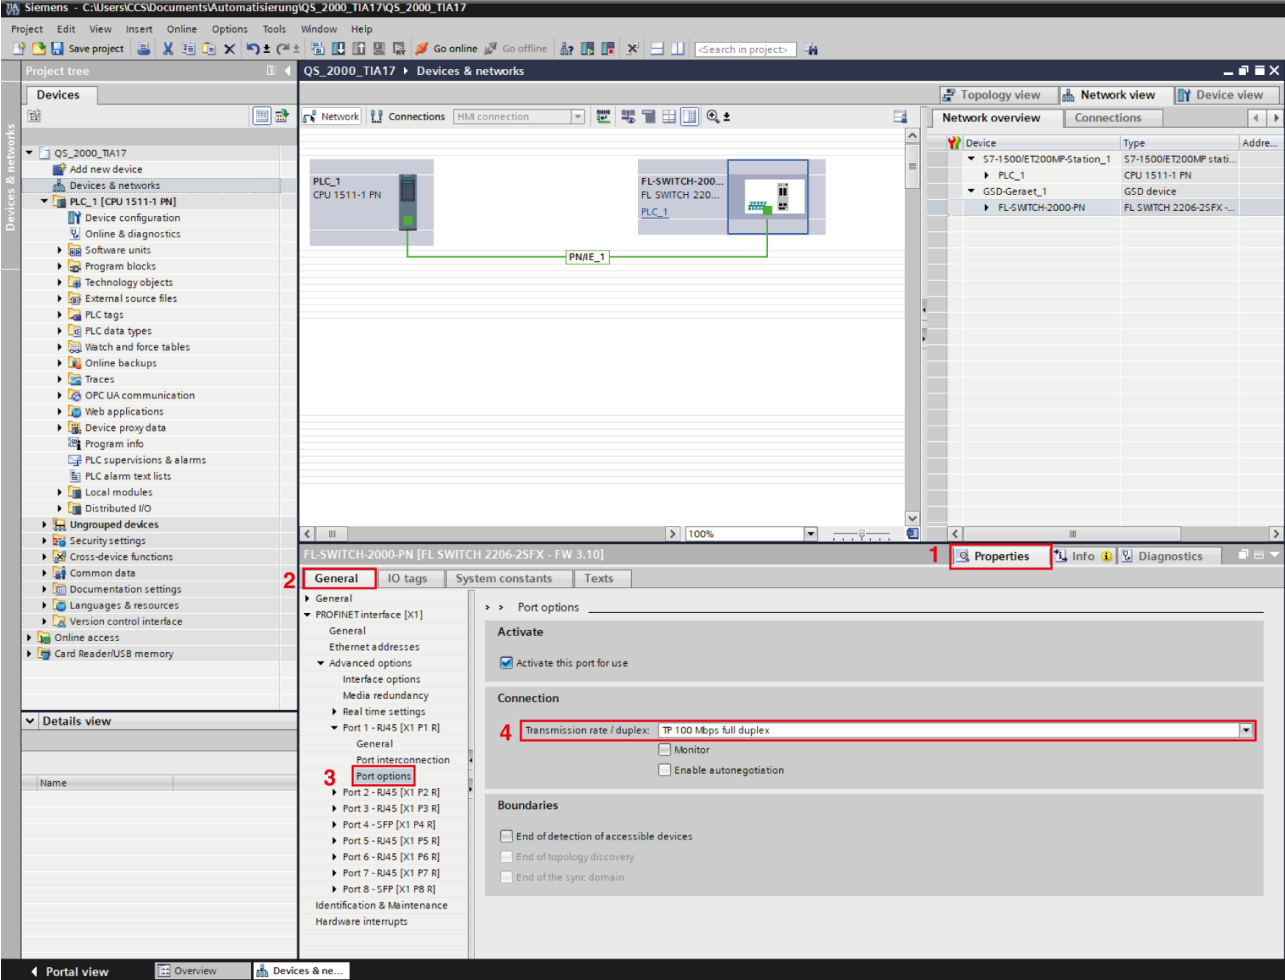 Siemens - C:\Users\CCS\Documents\Automatisierung\QS_2000_TIA17\QS_2000_TIA17
Project Edit View Insert Online Options Tools Window Help
Save project Go online Go offline <Search in project>
Project tree
QS_2000_TIA17 Devices & networks
Devices
Topology view Network view Device view
Network Connections HMI connection
Network overview Connections
Devices & networks
Device Type Addre...
S7-1500/ET200MP-Station_1 S7-1500/ET200MP stati...
PLC_1 CPU 1511-1 PN
GSD-Geraet_1 GSD device
FL-SWITCH-2000-PN FL SWITCH 2206-2SFX -...
QS_2000_TIA17
Add new device
Devices & networks
PLC_1 [CPU 1511-1 PN]
Device configuration
Online & diagnostics
Software units
Program blocks
Technology objects
External source files
PLC tags
PLC data types
Watch and force tables
Online backups
Traces
OPC UA communication
Web applications
Device proxy data
Program info
PLC supervisions & alarms
PLC alarm text lists
Local modules
Distributed I/O
Ungrouped devices
Security settings
Cross-device functions
Common data
Documentation settings
Languages & resources
Version control interface
Online access
Card Reader/USB memory
PLC_1
CPU 1511-1 PN
FL-SWITCH-200...
FL SWITCH 220...
PLC_1
PN/IE_1
100%
FL-SWITCH-2000-PN [FL SWITCH 2206-2SFX - FW 3.10]
1 Properties Info Diagnostics
2 General IO tags System constants Texts
General
PROFINET interface [X1]
General
Ethernet addresses
Advanced options
Interface options
Media redundancy
Real time settings
Port 1 - RJ45 [X1 P1 R]
General
Port interconnection
3 Port options
Port 2 - RJ45 [X1 P2 R]
Port 3 - RJ45 [X1 P3 R]
Port 4 - SFP [X1 P4 R]
Port 5 - RJ45 [X1 P5 R]
Port 6 - RJ45 [X1 P6 R]
Port 7 - RJ45 [X1 P7 R]
Port 8 - SFP [X1 P8 R]
Identification & Maintenance
Hardware interrupts
> > Port options
Activate
Activate this port for use
Connection
4 Transmission rate / duplex: TP 100 Mbps full duplex
Monitor
Enable autonegotiation
Boundaries
End of detection of accessible devices
End of topology discovery
End of the sync domain
Details view
Name
Portal view Overview Devices & ne...